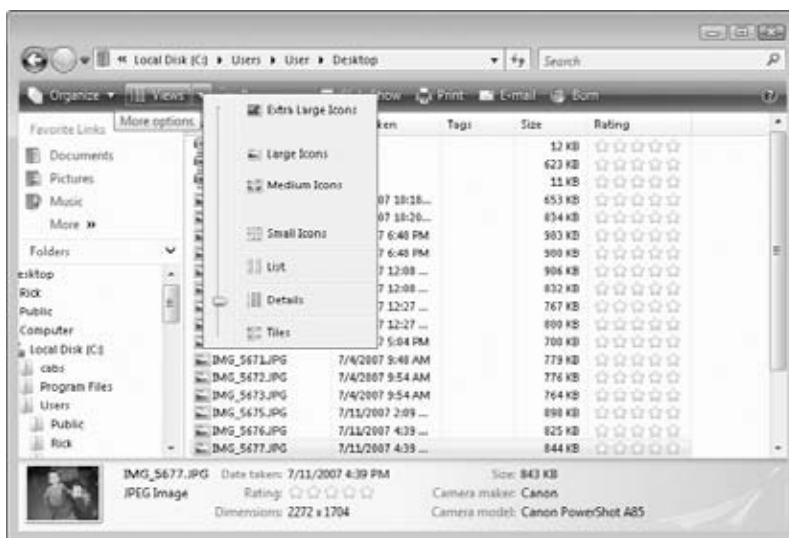 « Local Disk (C:) ▸ Users ▸ User ▸ Desktop
Search
Organize
Views
Show
Print
E-mail
Burn
More options
Extra Large Icons
Large Icons
Medium Icons
Small Icons
List
Details
Tiles
Favorite Links
Documents
Pictures
Music
More »
Folders
esktop
Rick
Public
Computer
Local Disk (C:)
cabs
Program Files
Users
Public
Rick
ken Tags Size Rating
12 KB
623 KB
11 KB
07 10:18... 653 KB
07 10:20... 834 KB
7 6:40 PM 983 KB
7 6:40 PM 900 KB
7 12:08 ... 906 KB
7 12:08 ... 832 KB
7 12:27 ... 767 KB
7 12:27 ... 800 KB
7 5:04 PM 700 KB
IMG_5671.JPG 7/4/2007 9:48 AM 779 KB
IMG_5672.JPG 7/4/2007 9:54 AM 776 KB
IMG_5673.JPG 7/4/2007 9:54 AM 764 KB
IMG_5675.JPG 7/11/2007 2:09 ... 898 KB
IMG_5676.JPG 7/11/2007 4:39 ... 825 KB
IMG_5677.JPG 7/11/2007 4:39 ... 844 KB
IMG_5677.JPG Date taken: 7/11/2007 4:39 PM Size: 843 KB
JPEG Image Rating: Camera maker: Canon
Dimensions: 2272 x 1704 Camera model: Canon PowerShot A85